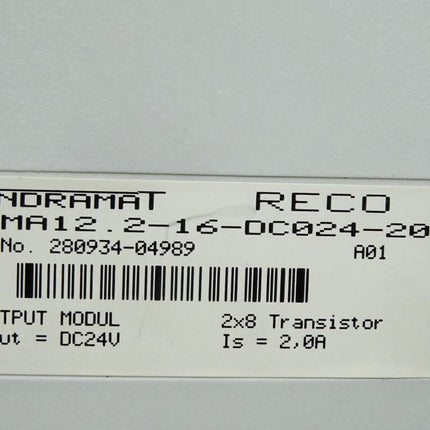 NDRAMAT RECO
MA12.2-16-DC024-20
No. 280934-04989 A01
TPUT MODUL 2x8 Transistor
ut = DC24V Is = 2,0A